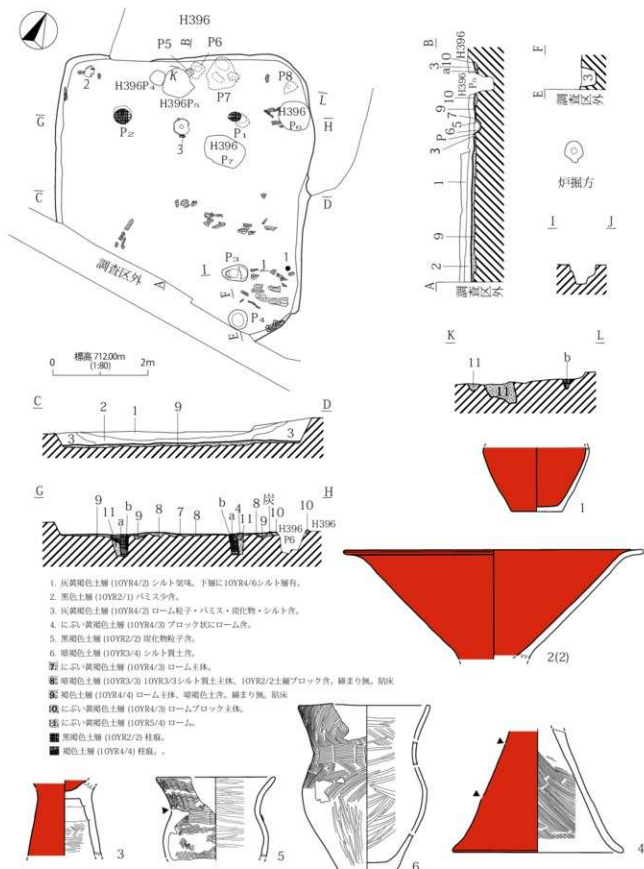 H396
P5
B
P6
2
H396P4
K
H396P5
P7
P8
L
H396
P6
G
P2
3
P1
H
H396
P7
C
D
調査区外
A
I
P3
J
1
F
P4
E
標高 712.00m
(1:80)
0
2m
B
H396
10
3
a
H396
P5
10
9
7
5
6
P
3
1
9
2
A
調査区外
F
3
E
調査区外
炉掘方
I
J
K
L
11
11
b
C
D
3
2
1
9
3
G
H
9
11
a
b
9
8
7
8
b
a
4
11
8
9
炭
10
H396
P6
10
H396
1. 灰黄褐色土層 (10YR4/2) シルト気味。下層に10YR4/6シルト層有。
2. 黒色土層 (10YR2/1) パミス少含。
3. 灰黄褐色土層 (10YR4/2) ローム粒子・パミス・炭化物・シルト含。
4. にぶい黄褐色土層 (10YR4/3) ブロック状にローム含。
5. 黒褐色土層 (10YR2/2) 炭化物粒子含。
6. 暗褐色土層 (10YR3/4) シルト質土含。
7. にぶい黄褐色土層 (10YR4/3) ローム主体。
8. 暗褐色土層 (10YR3/3) 10YR3/3シルト質土主体、10YR2/2土ブロック含。締まり無。貼床
9. 褐色土層 (10YR4/4) ローム主体、暗褐色土含。締まり無。貼床
10. にぶい黄褐色土層 (10YR4/3) ロームブロック主体。
11. にぶい黄褐色土層 (10YR5/4) ローム。
黒褐色土層 (10YR2/2) 柱痕。
褐色土層 (10YR4/4) 柱痕。。
1
2(2)
3
5
6
4